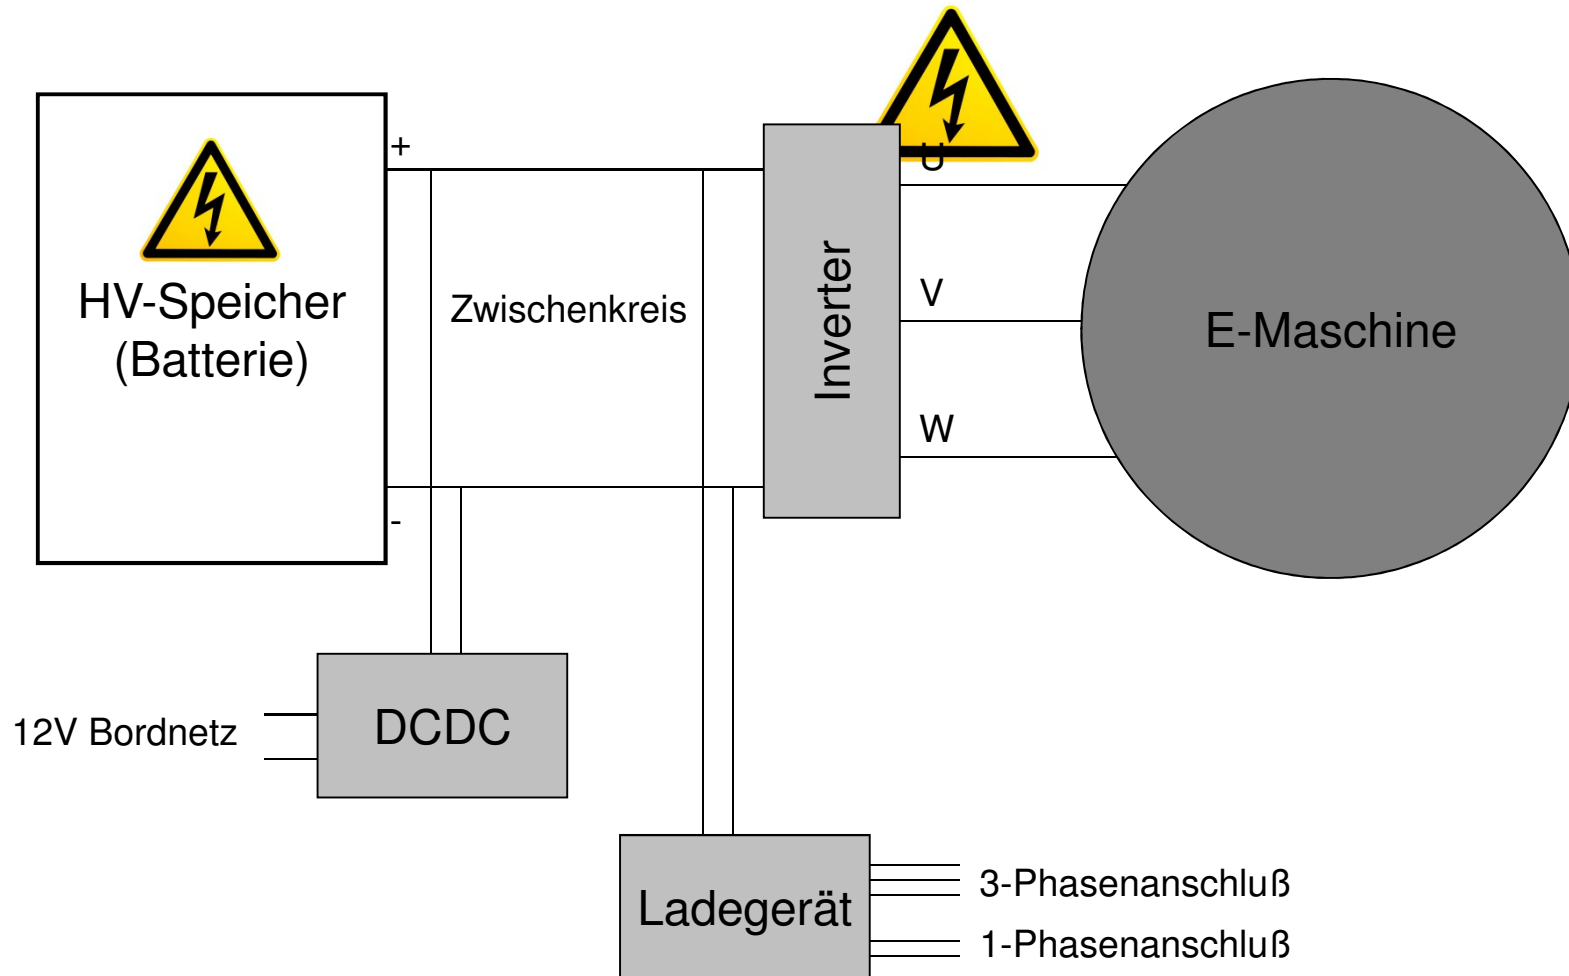 +
U
HV-Speicher
(Batterie)
Zwischenkreis
Inverter
V
E-Maschine
W
-
12V Bordnetz
DCDC
Ladegerät
3-Phasenanschluß
1-Phasenanschluß